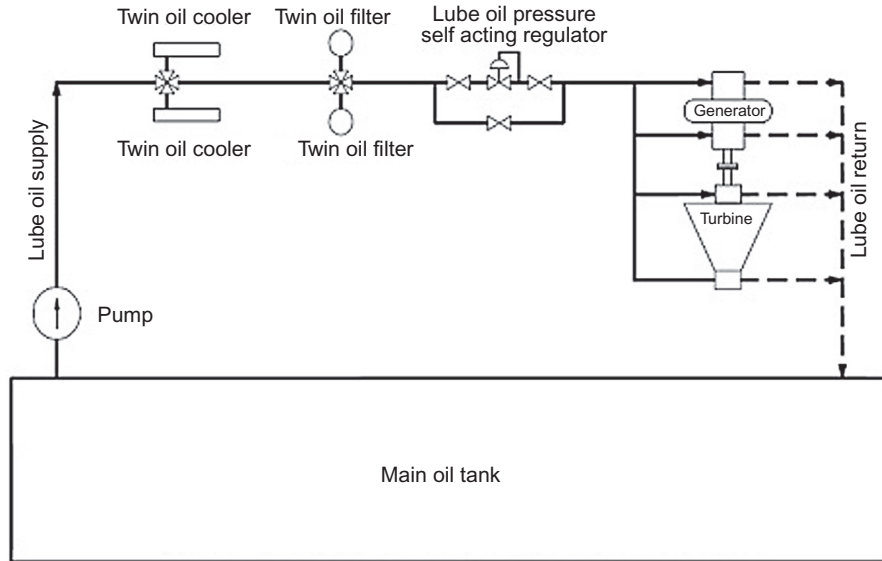 Twin oil cooler
Twin oil filter
Lube oil pressure
self acting regulator
Twin oil cooler
Twin oil filter
Generator
Turbine
Lube oil supply
Lube oil return
Pump
Main oil tank